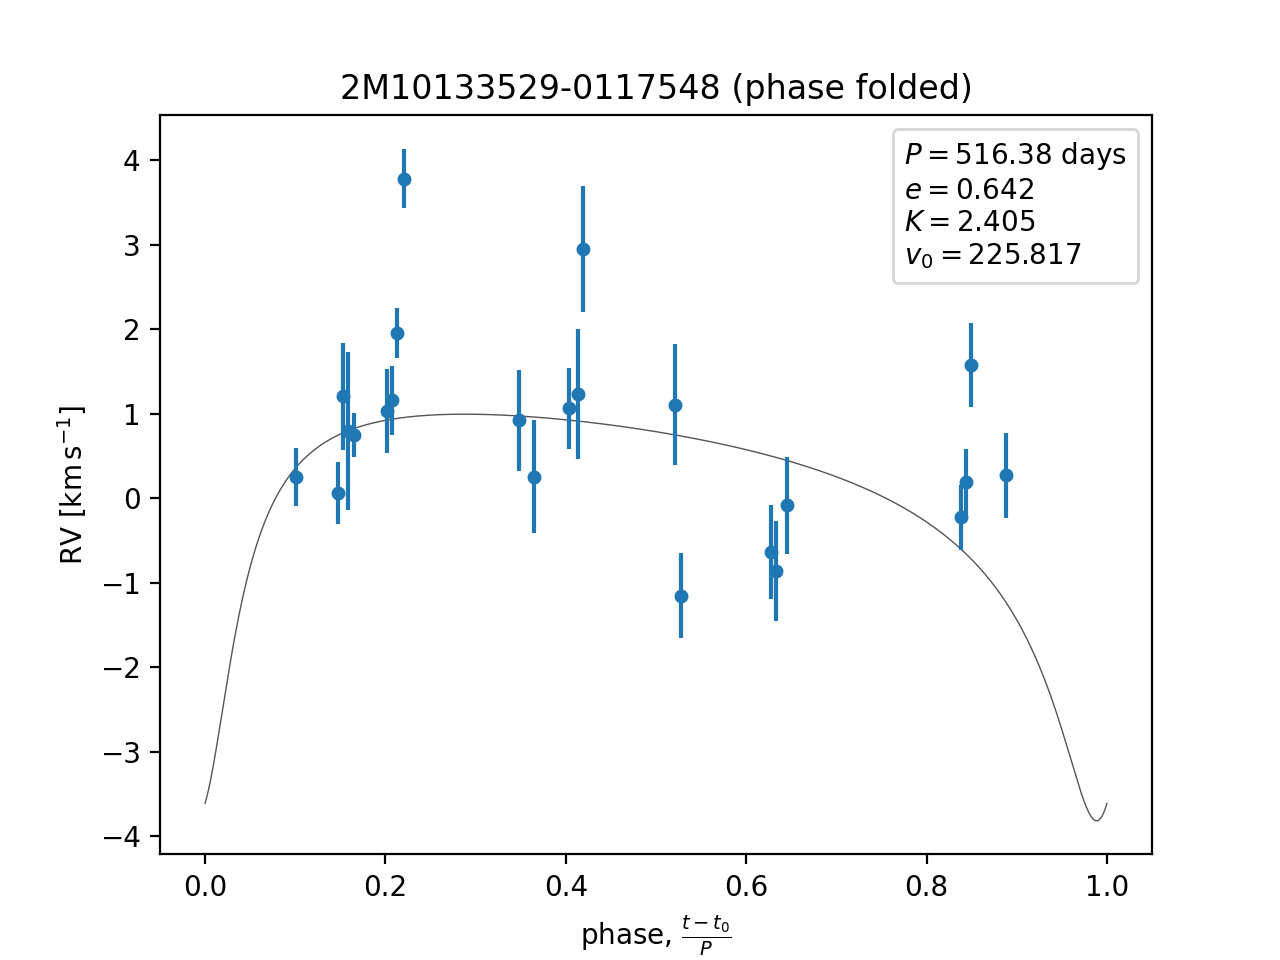 2M10133529-0117548 (phase folded)
P = 516.38 days
e = 0.642
K = 2.405
v₀ = 225.817
4
3
2
1
0
−1
−2
−3
−4
RV [km s⁻¹]
0.0 0.2 0.4 0.6 0.8 1.0
phase, (t − t₀)/P